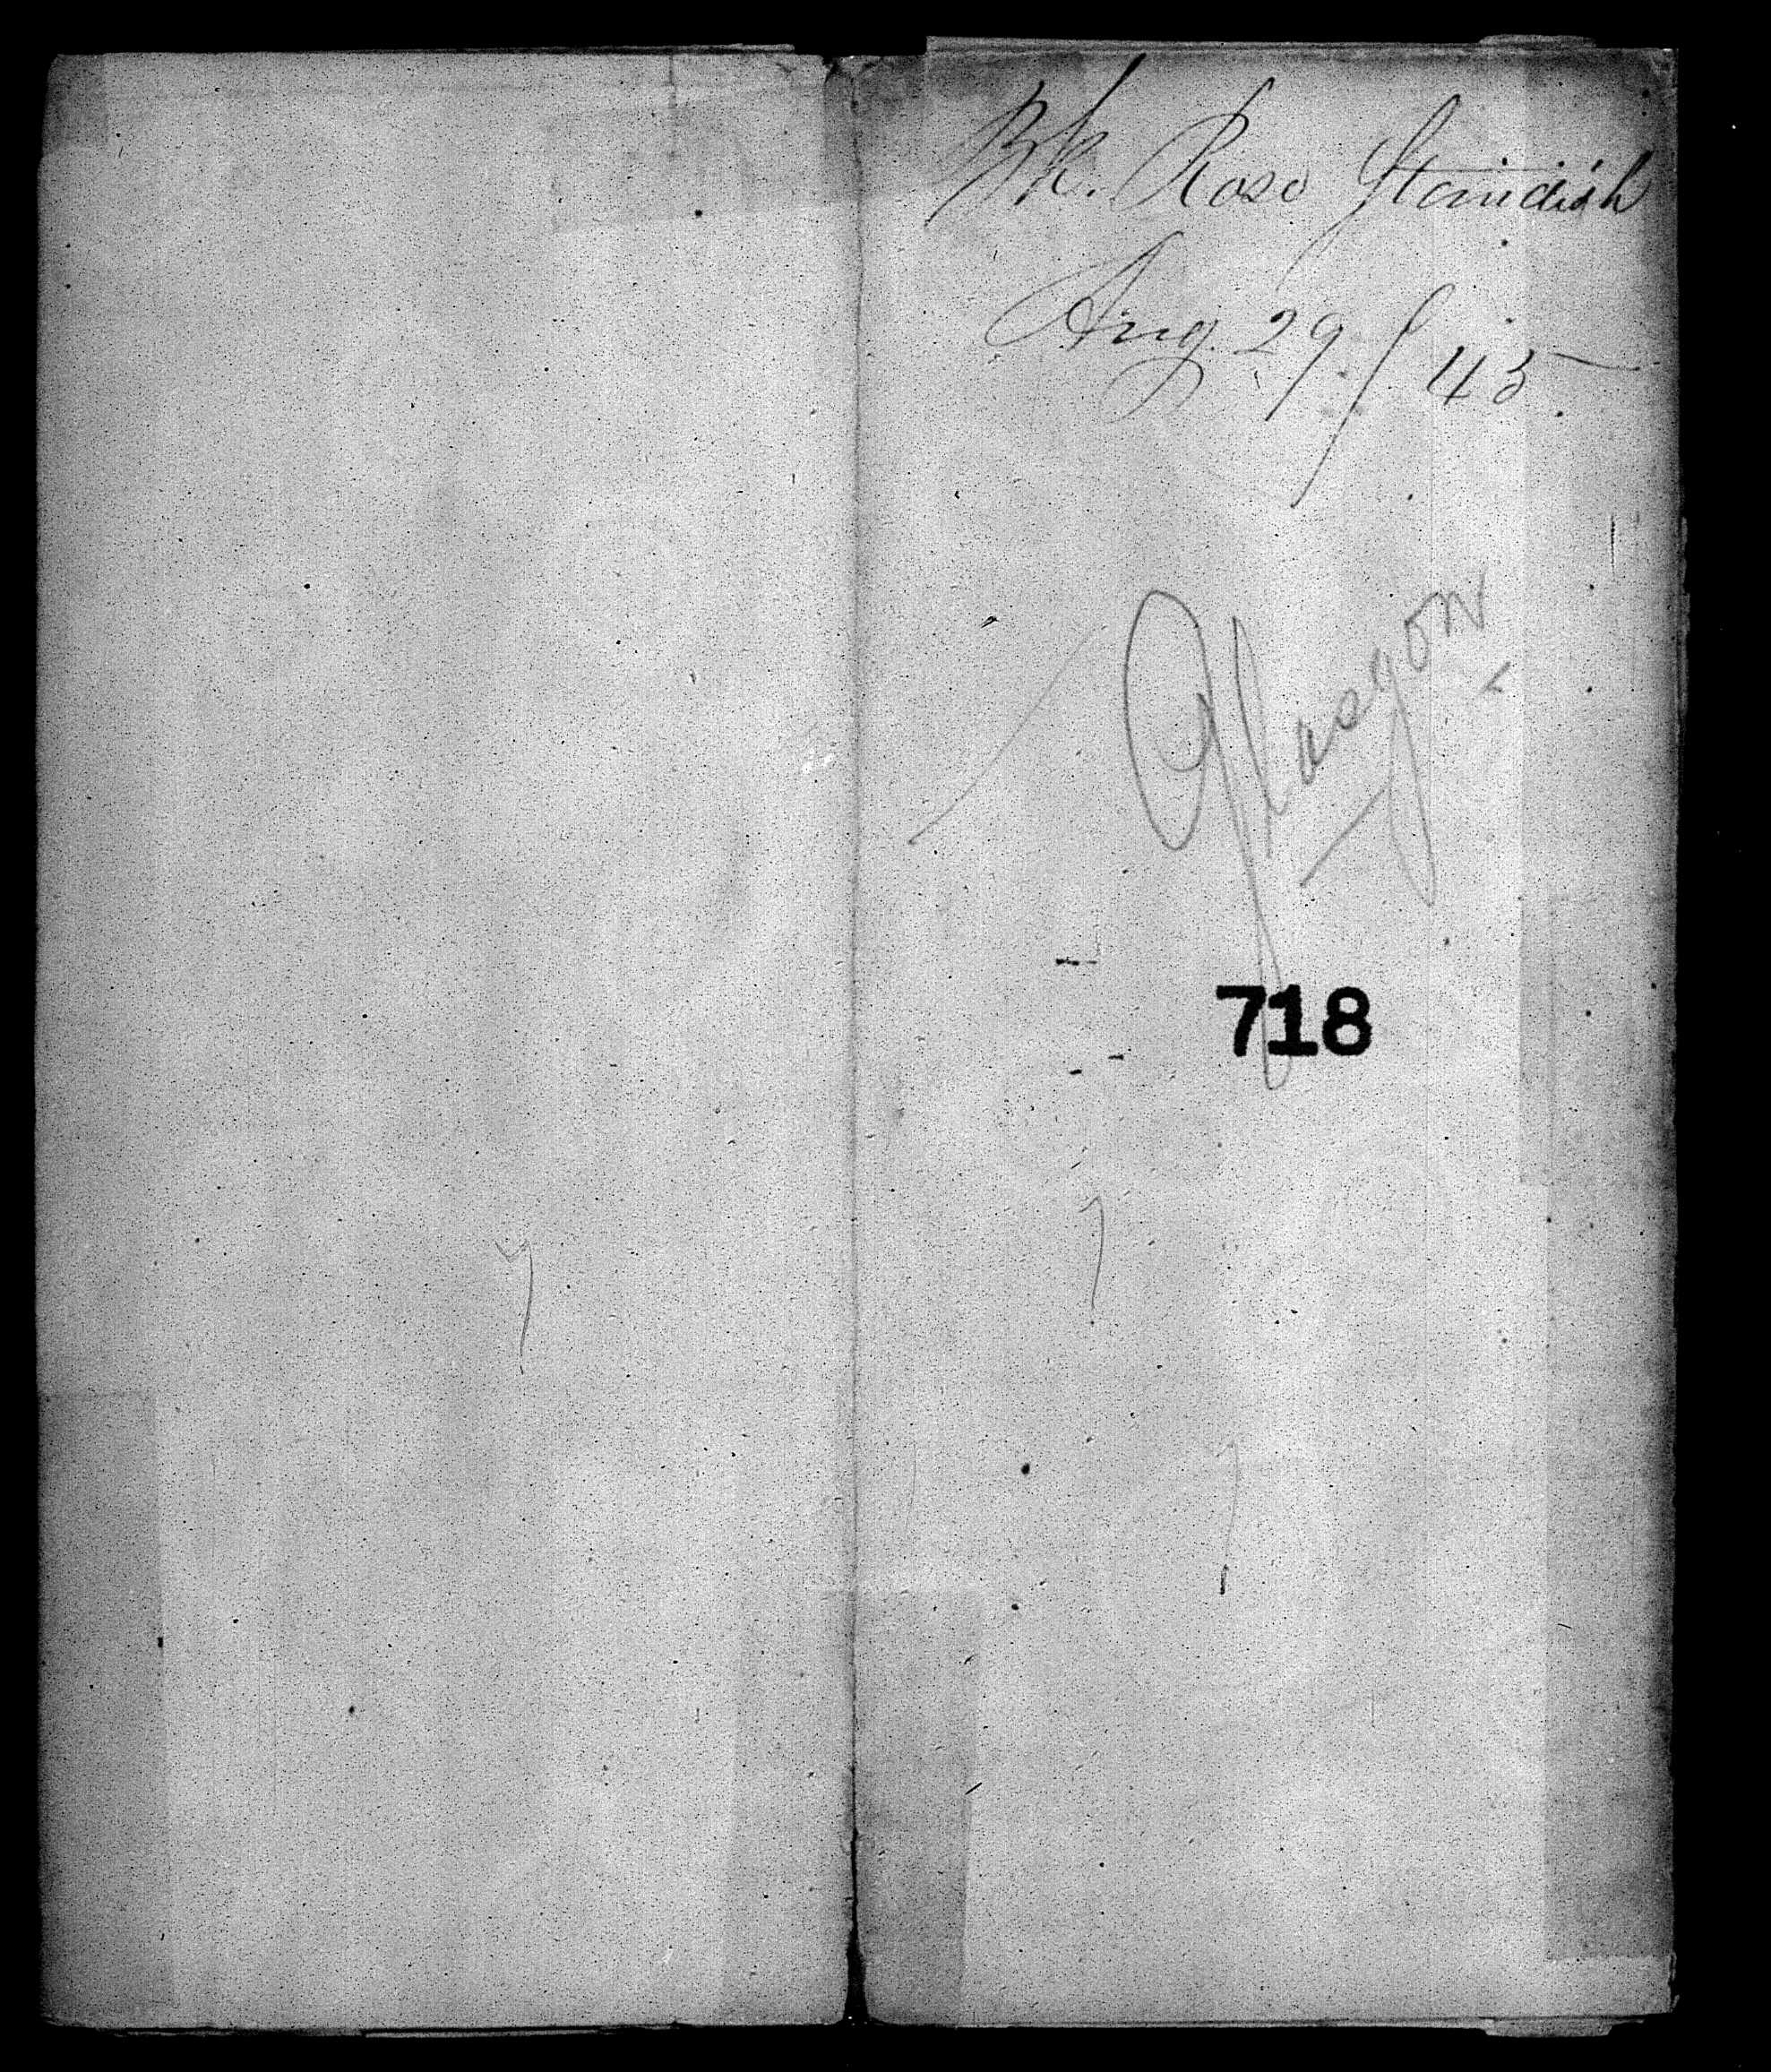 Bk. Rose Standish
Aug. 29/45.
Glasgow
718